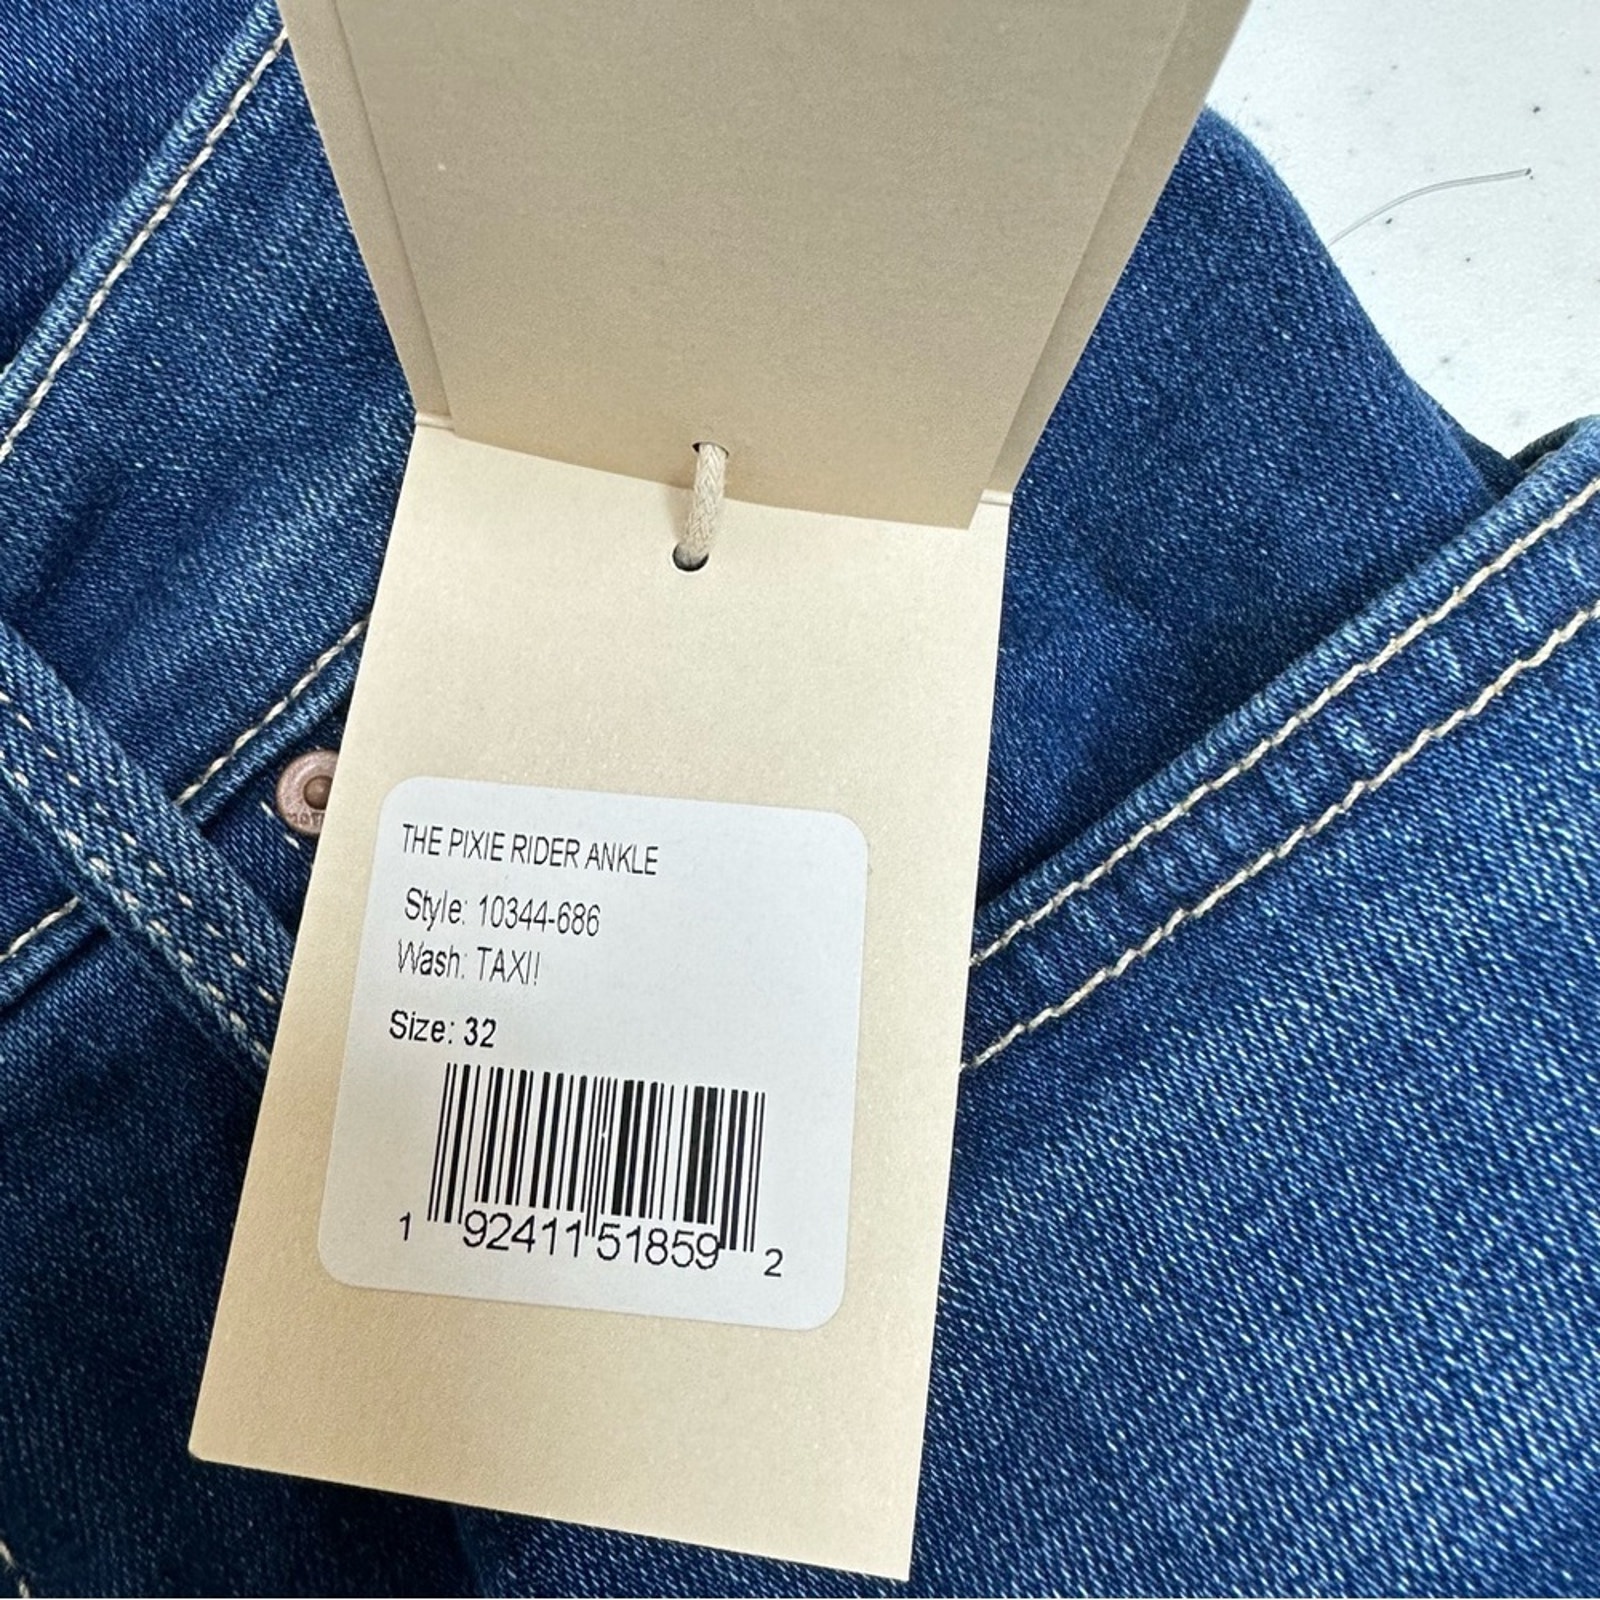 THE PIXIE RIDER ANKLE
Style: 10344-686
Wash: TAXI!
Size: 32
1 92411 51859 2